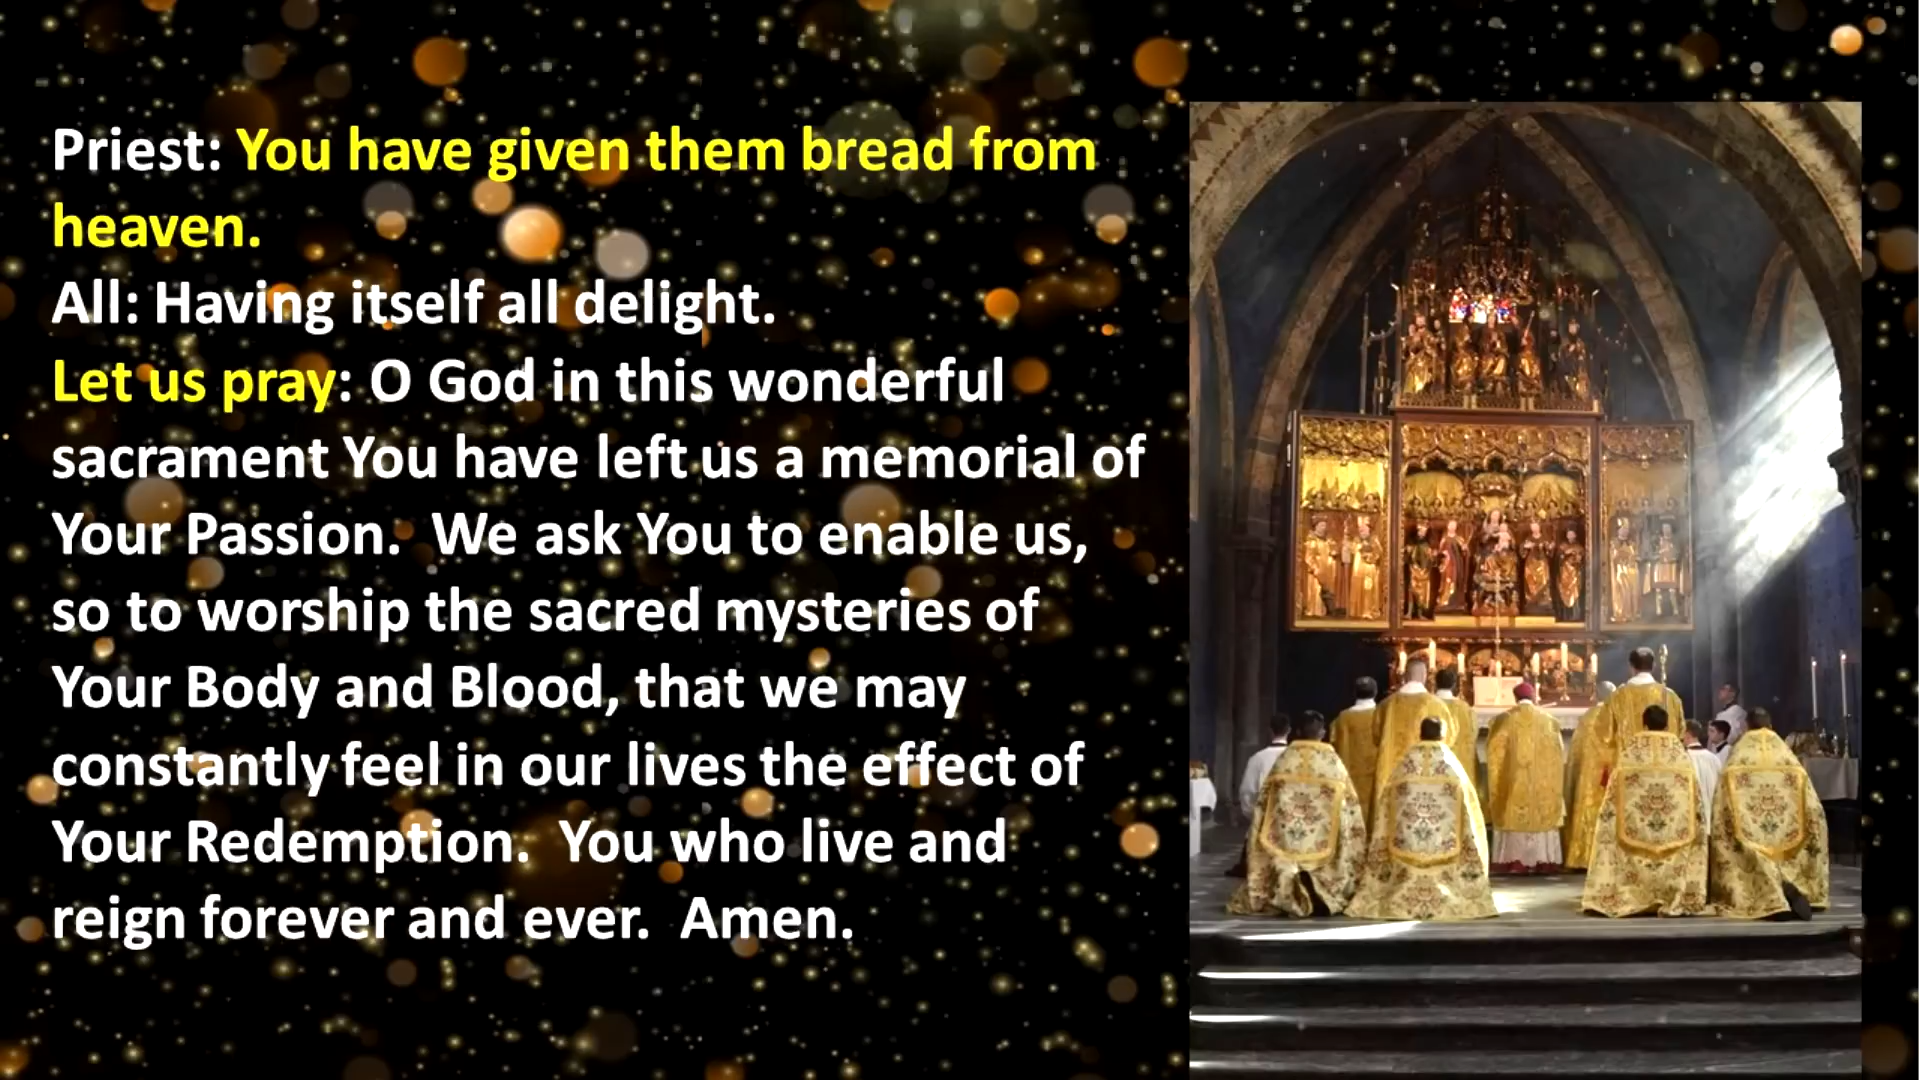 Priest: You have given them bread from
heaven.
All: Having itself all delight.
Let us pray: O God in this wonderful
sacrament You have left us a memorial of
Your Passion.  We ask You to enable us,
so to worship the sacred mysteries of
Your Body and Blood, that we may
constantly feel in our lives the effect of
Your Redemption.  You who live and
reign forever and ever.  Amen.